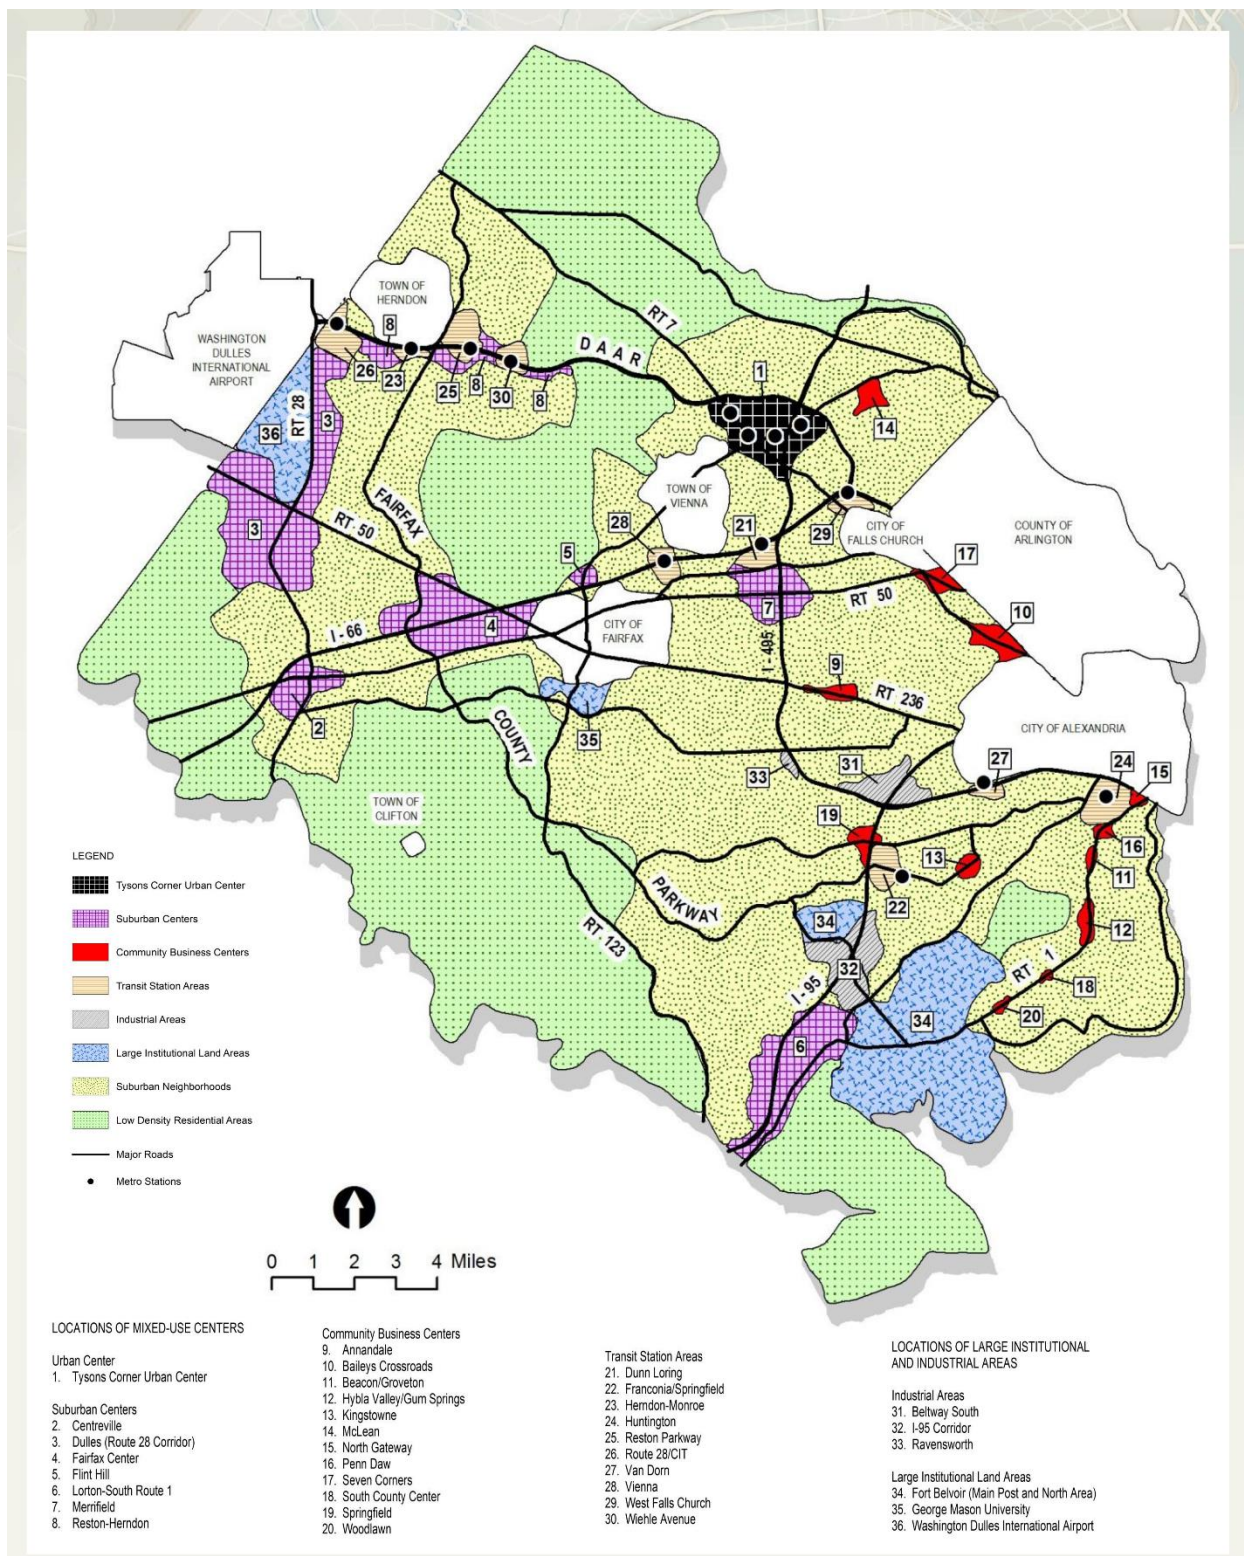 TOWN OF
HERNDON
WASHINGTON
DULLES
INTERNATIONAL
AIRPORT
8
26
23
25
8
30
8
RT 7
DAAR
1
14
RT. 28
3
36
3
FAIRFAX
RT. 50
TOWN OF
VIENNA
28
21
29
CITY OF
FALLS CHURCH
COUNTY OF
ARLINGTON
17
5
7
RT 50
10
I-66
4
CITY OF
FAIRFAX
I-495
9
RT. 236
2
35
COUNTY
CITY OF ALEXANDRIA
33
31
27
24
15
TOWN OF
CLIFTON
19
13
16
11
PARKWAY
22
34
12
RT. 123
32
I-95
RT. 1
18
34
20
6
LEGEND
Tysons Corner Urban Center
Suburban Centers
Community Business Centers
Transit Station Areas
Industrial Areas
Large Institutional Land Areas
Suburban Neighborhoods
Low Density Residential Areas
Major Roads
Metro Stations
0 1 2 3 4 Miles
LOCATIONS OF MIXED-USE CENTERS
Urban Center
1. Tysons Corner Urban Center
Suburban Centers
2. Centreville
3. Dulles (Route 28 Corridor)
4. Fairfax Center
5. Flint Hill
6. Lorton-South Route 1
7. Merrifield
8. Reston-Herndon
Community Business Centers
9. Annandale
10. Baileys Crossroads
11. Beacon/Groveton
12. Hybla Valley/Gum Springs
13. Kingstowne
14. McLean
15. North Gateway
16. Penn Daw
17. Seven Corners
18. South County Center
19. Springfield
20. Woodlawn
Transit Station Areas
21. Dunn Loring
22. Franconia/Springfield
23. Herndon-Monroe
24. Huntington
25. Reston Parkway
26. Route 28/CIT
27. Van Dorn
28. Vienna
29. West Falls Church
30. Wiehle Avenue
LOCATIONS OF LARGE INSTITUTIONAL
AND INDUSTRIAL AREAS
Industrial Areas
31. Beltway South
32. I-95 Corridor
33. Ravensworth
Large Institutional Land Areas
34. Fort Belvoir (Main Post and North Area)
35. George Mason University
36. Washington Dulles International Airport